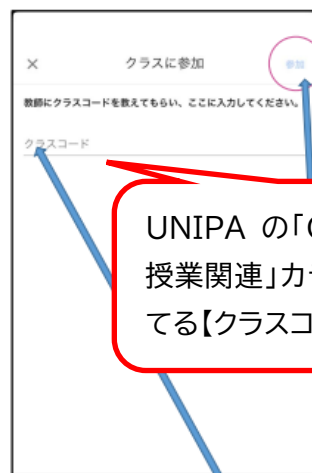 × クラスに参加 参加
教師にクラスコードを教えてもらい、ここに入力してください。
クラスコード
UNIPA の「
授業関連」カ
てる【クラスコ